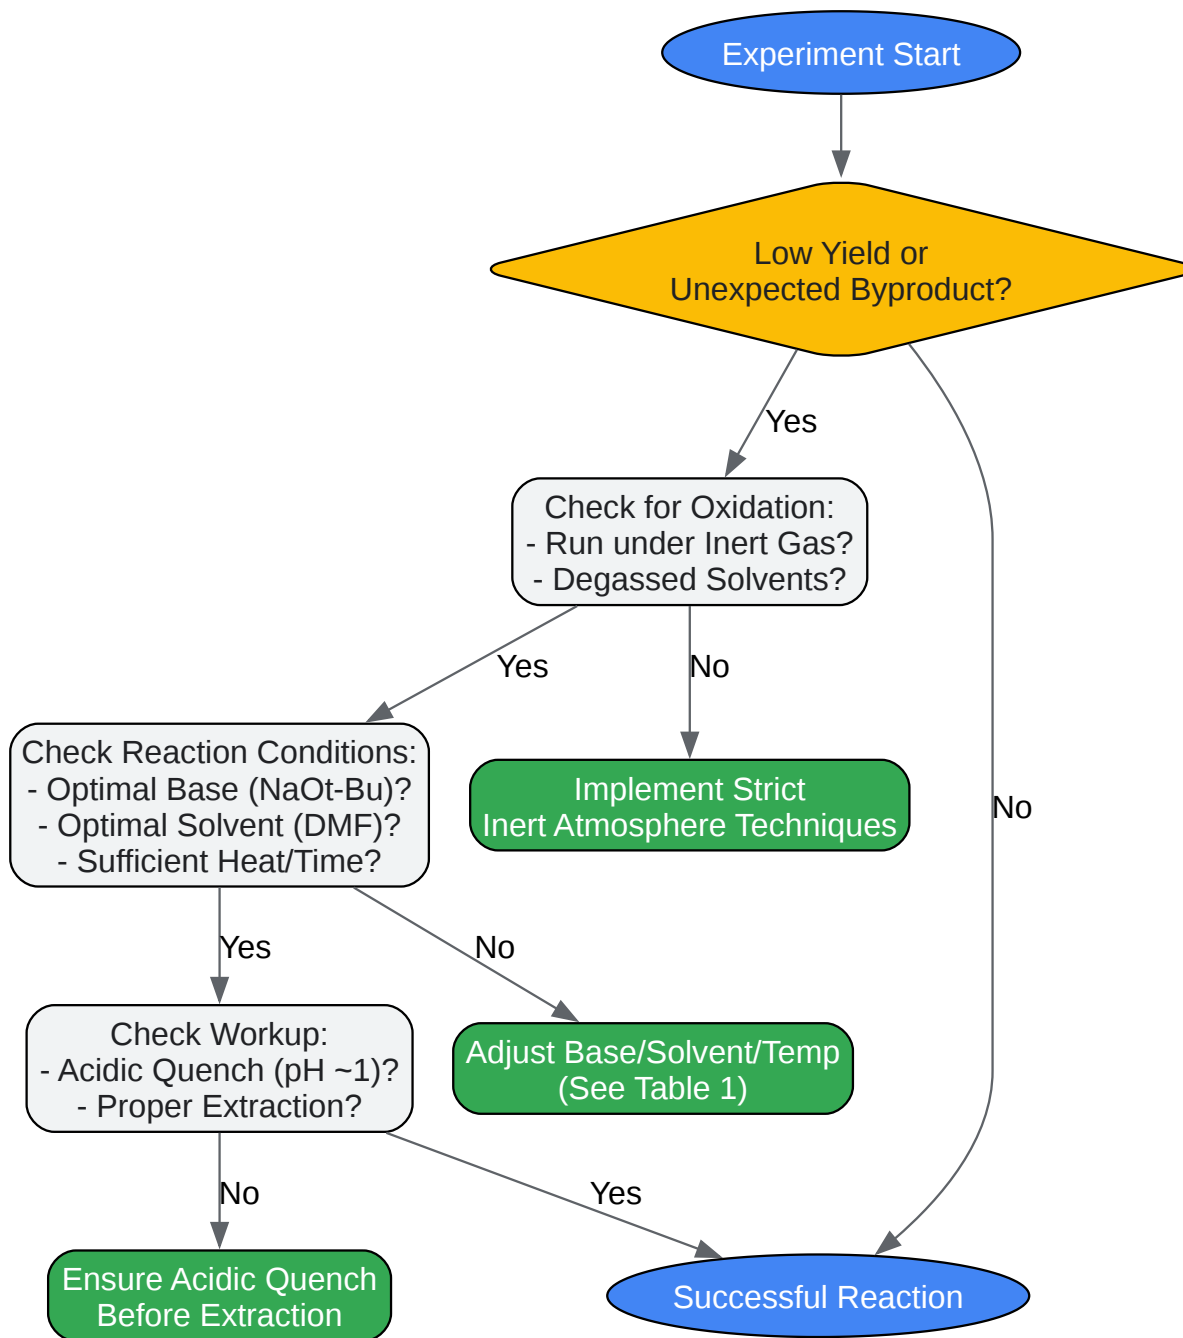 Experiment Start
Low Yield or
Unexpected Byproduct?
Yes
Check for Oxidation:
- Run under Inert Gas?
- Degassed Solvents?
Yes
No
Check Reaction Conditions:
- Optimal Base (NaOt-Bu)?
- Optimal Solvent (DMF)?
- Sufficient Heat/Time?
Implement Strict
Inert Atmosphere Techniques
No
Yes
No
Check Workup:
- Acidic Quench (pH ~1)?
- Proper Extraction?
Adjust Base/Solvent/Temp
(See Table 1)
No
Yes
Ensure Acidic Quench
Before Extraction
Successful Reaction